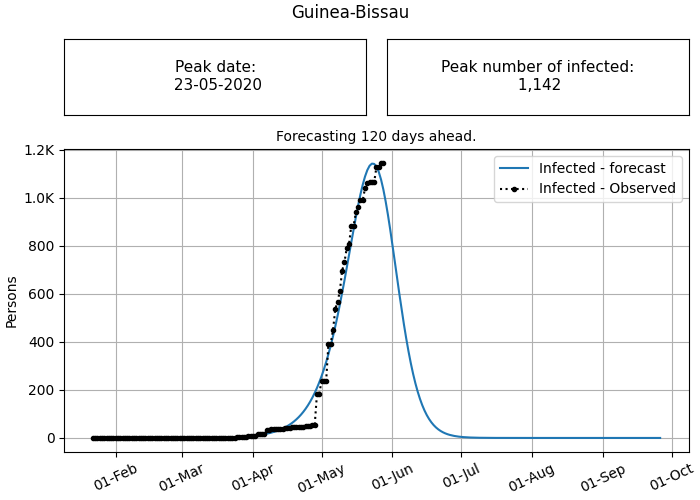 Guinea-Bissau
Peak date:
23-05-2020
Peak number of infected:
1,142
Forecasting 120 days ahead.
Infected - forecast
Infected - Observed
Persons
1.2K
1.0K
800
600
400
200
0
01-Feb
01-Mar
01-Apr
01-May
01-Jun
01-Jul
01-Aug
01-Sep
01-Oct